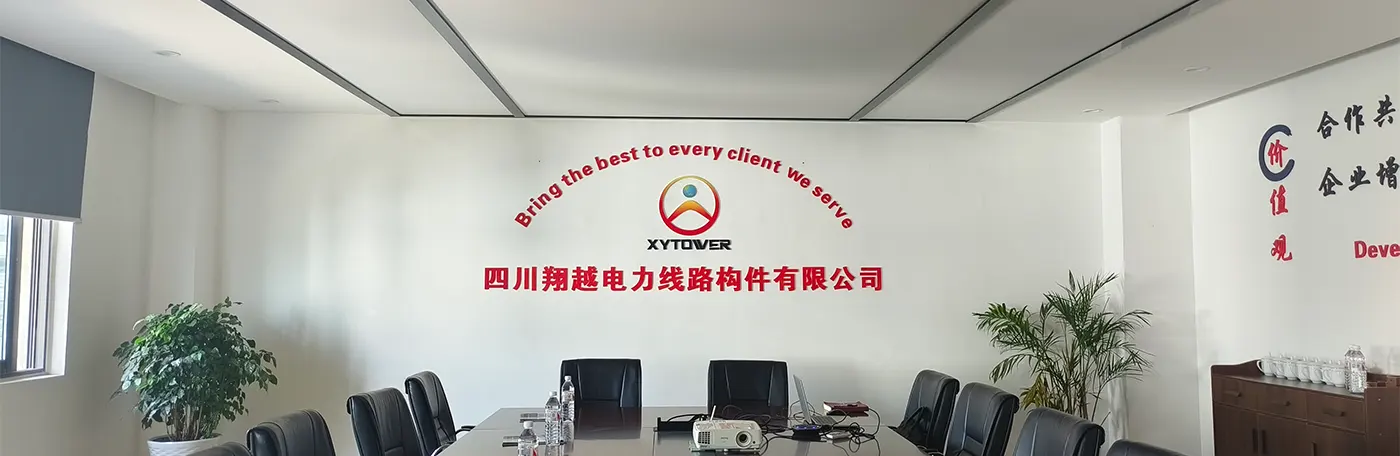 Bring the best to every client we serve
XYTOWER
四川翔越电力线路构件有限公司
价值观
合作共
企业增
Deve